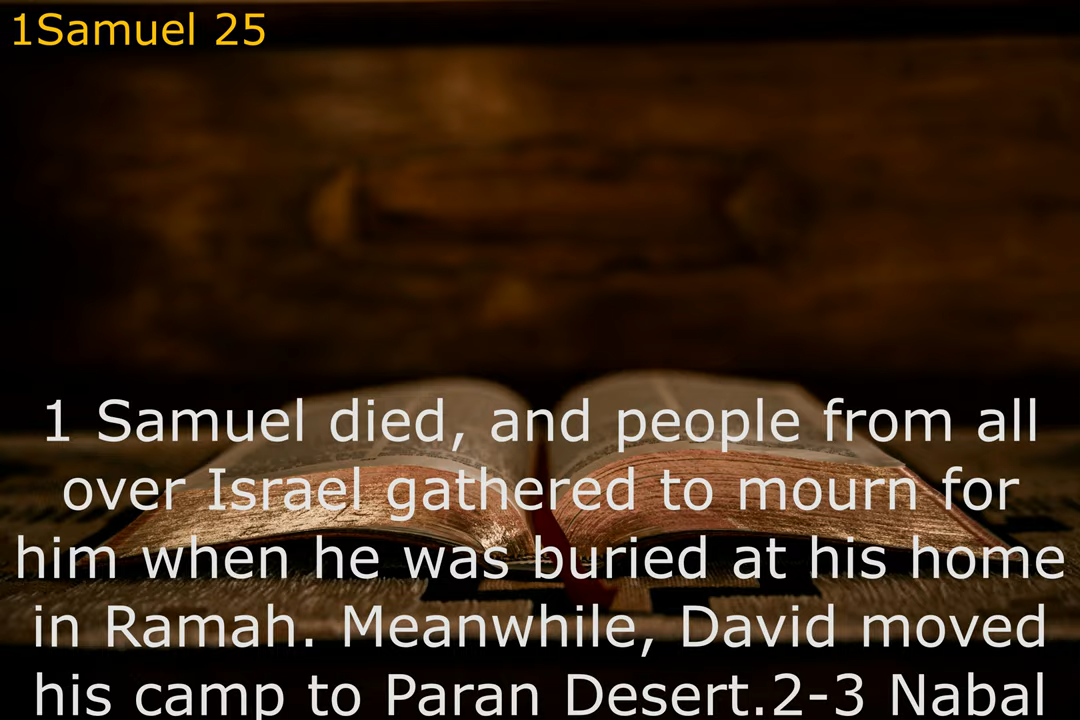 1Samuel 25
1 Samuel died, and people from all
over Israel gathered to mourn for
him when he was buried at his home
in Ramah. Meanwhile, David moved
his camp to Paran Desert.2-3 Nabal